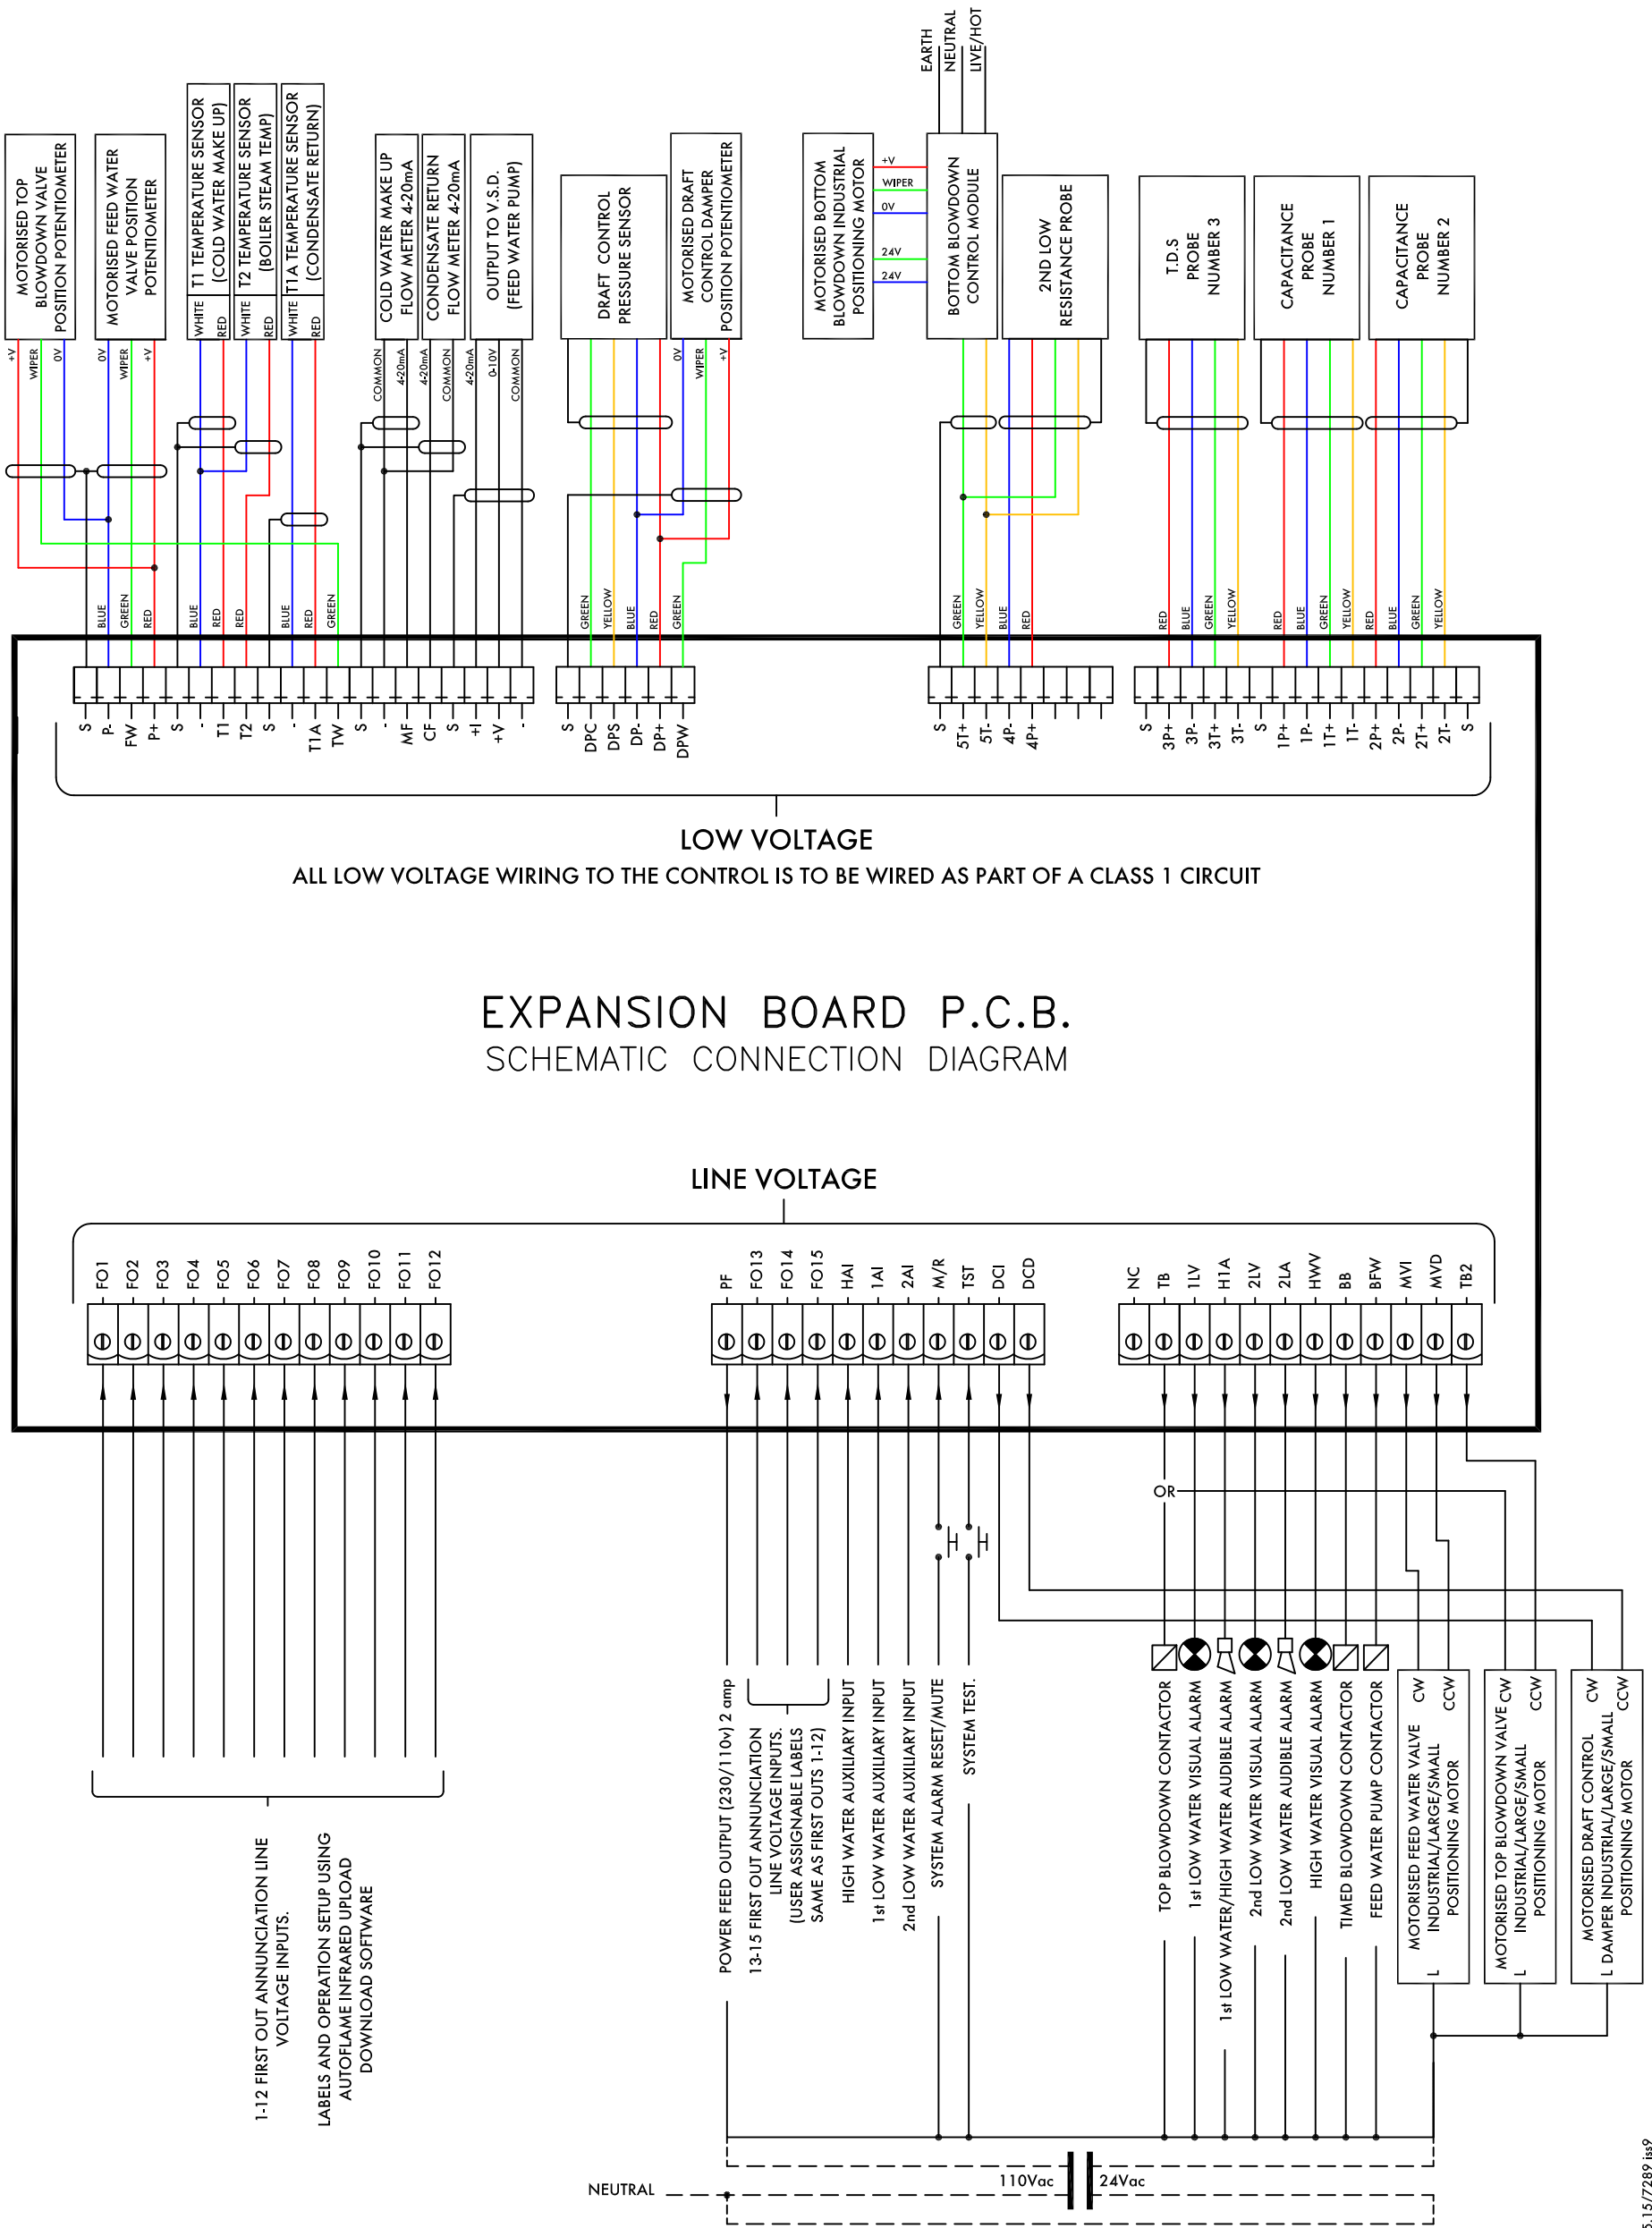 EARTH
NEUTRAL
LIVE/HOT
MOTORISED TOP
BLOWDOWN VALVE
POSITION POTENTIOMETER
MOTORISED FEED WATER
VALVE POSITION
POTENTIOMETER
T1 TEMPERATURE SENSOR
(COLD WATER MAKE UP)
T2 TEMPERATURE SENSOR
(BOILER STEAM TEMP)
T1A TEMPERATURE SENSOR
(CONDENSATE RETURN)
WHITE
RED
WHITE
RED
WHITE
RED
COLD WATER MAKE UP
FLOW METER 4-20mA
CONDENSATE RETURN
FLOW METER 4-20mA
OUTPUT TO V.S.D.
(FEED WATER PUMP)
DRAFT CONTROL
PRESSURE SENSOR
MOTORISED DRAFT
CONTROL DAMPER
POSITION POTENTIOMETER
MOTORISED BOTTOM
BLOWDOWN INDUSTRIAL
POSITIONING MOTOR
+V
WIPER
0V
24V
24V
BOTTOM BLOWDOWN
CONTROL MODULE
2ND LOW
RESISTANCE PROBE
T.D.S
PROBE
NUMBER 3
CAPACITANCE
PROBE
NUMBER 1
CAPACITANCE
PROBE
NUMBER 2
+V
WIPER
0V
0V
WIPER
+V
COMMON
4-20mA
4-20mA
COMMON
4-20mA
0-10V
COMMON
0V
WIPER
+V
BLUE
GREEN
RED
BLUE
RED
RED
BLUE
RED
GREEN
GREEN
YELLOW
BLUE
RED
GREEN
GREEN
YELLOW
BLUE
RED
RED
BLUE
GREEN
YELLOW
RED
BLUE
GREEN
YELLOW
RED
BLUE
GREEN
YELLOW
S
P-
FW
P+
S
-
T1
T2
S
-
T1A
TW
S
-
MF
CF
S
+I
+V
-
S
DPC
DPS
DP-
DP+
DPW
S
5T+
5T-
4P-
4P+
S
3P+
3P-
3T+
3T-
S
1P+
1P-
1T+
1T-
2P+
2P-
2T+
2T-
S
LOW VOLTAGE
ALL LOW VOLTAGE WIRING TO THE CONTROL IS TO BE WIRED AS PART OF A CLASS 1 CIRCUIT
EXPANSION BOARD P.C.B.
SCHEMATIC CONNECTION DIAGRAM
LINE VOLTAGE
FO1
FO2
FO3
FO4
FO5
FO6
FO7
FO8
FO9
FO10
FO11
FO12
PF
FO13
FO14
FO15
HAI
1AI
2AI
M/R
TST
DCI
DCD
NC
TB
1LV
H1A
2LV
2LA
HWV
BB
BFW
MVI
MVD
TB2
OR
1-12 FIRST OUT ANNUNCIATION LINE
VOLTAGE INPUTS.
LABELS AND OPERATION SETUP USING
AUTOFLAME INFRARED UPLOAD
DOWNLOAD SOFTWARE
POWER FEED OUTPUT (230/110v) 2 amp
13-15 FIRST OUT ANNUNCIATION
LINE VOLTAGE INPUTS.
(USER ASSIGNABLE LABELS
SAME AS FIRST OUTS 1-12)
HIGH WATER AUXILIARY INPUT
1st LOW WATER AUXILIARY INPUT
2nd LOW WATER AUXILIARY INPUT
SYSTEM ALARM RESET/MUTE
SYSTEM TEST.
TOP BLOWDOWN CONTACTOR
1st LOW WATER VISUAL ALARM
1st LOW WATER/HIGH WATER AUDIBLE ALARM
2nd LOW WATER VISUAL ALARM
2nd LOW WATER AUDIBLE ALARM
HIGH WATER VISUAL ALARM
TIMED BLOWDOWN CONTACTOR
FEED WATER PUMP CONTACTOR
MOTORISED FEED WATER VALVE
INDUSTRIAL/LARGE/SMALL
POSITIONING MOTOR
CW
CCW
L
MOTORISED TOP BLOWDOWN VALVE
INDUSTRIAL/LARGE/SMALL
POSITIONING MOTOR
CW
CCW
L
MOTORISED DRAFT CONTROL
DAMPER INDUSTRIAL/LARGE/SMALL
POSITIONING MOTOR
CW
CCW
L
NEUTRAL
110Vac
24Vac
5.15/7289 iss9